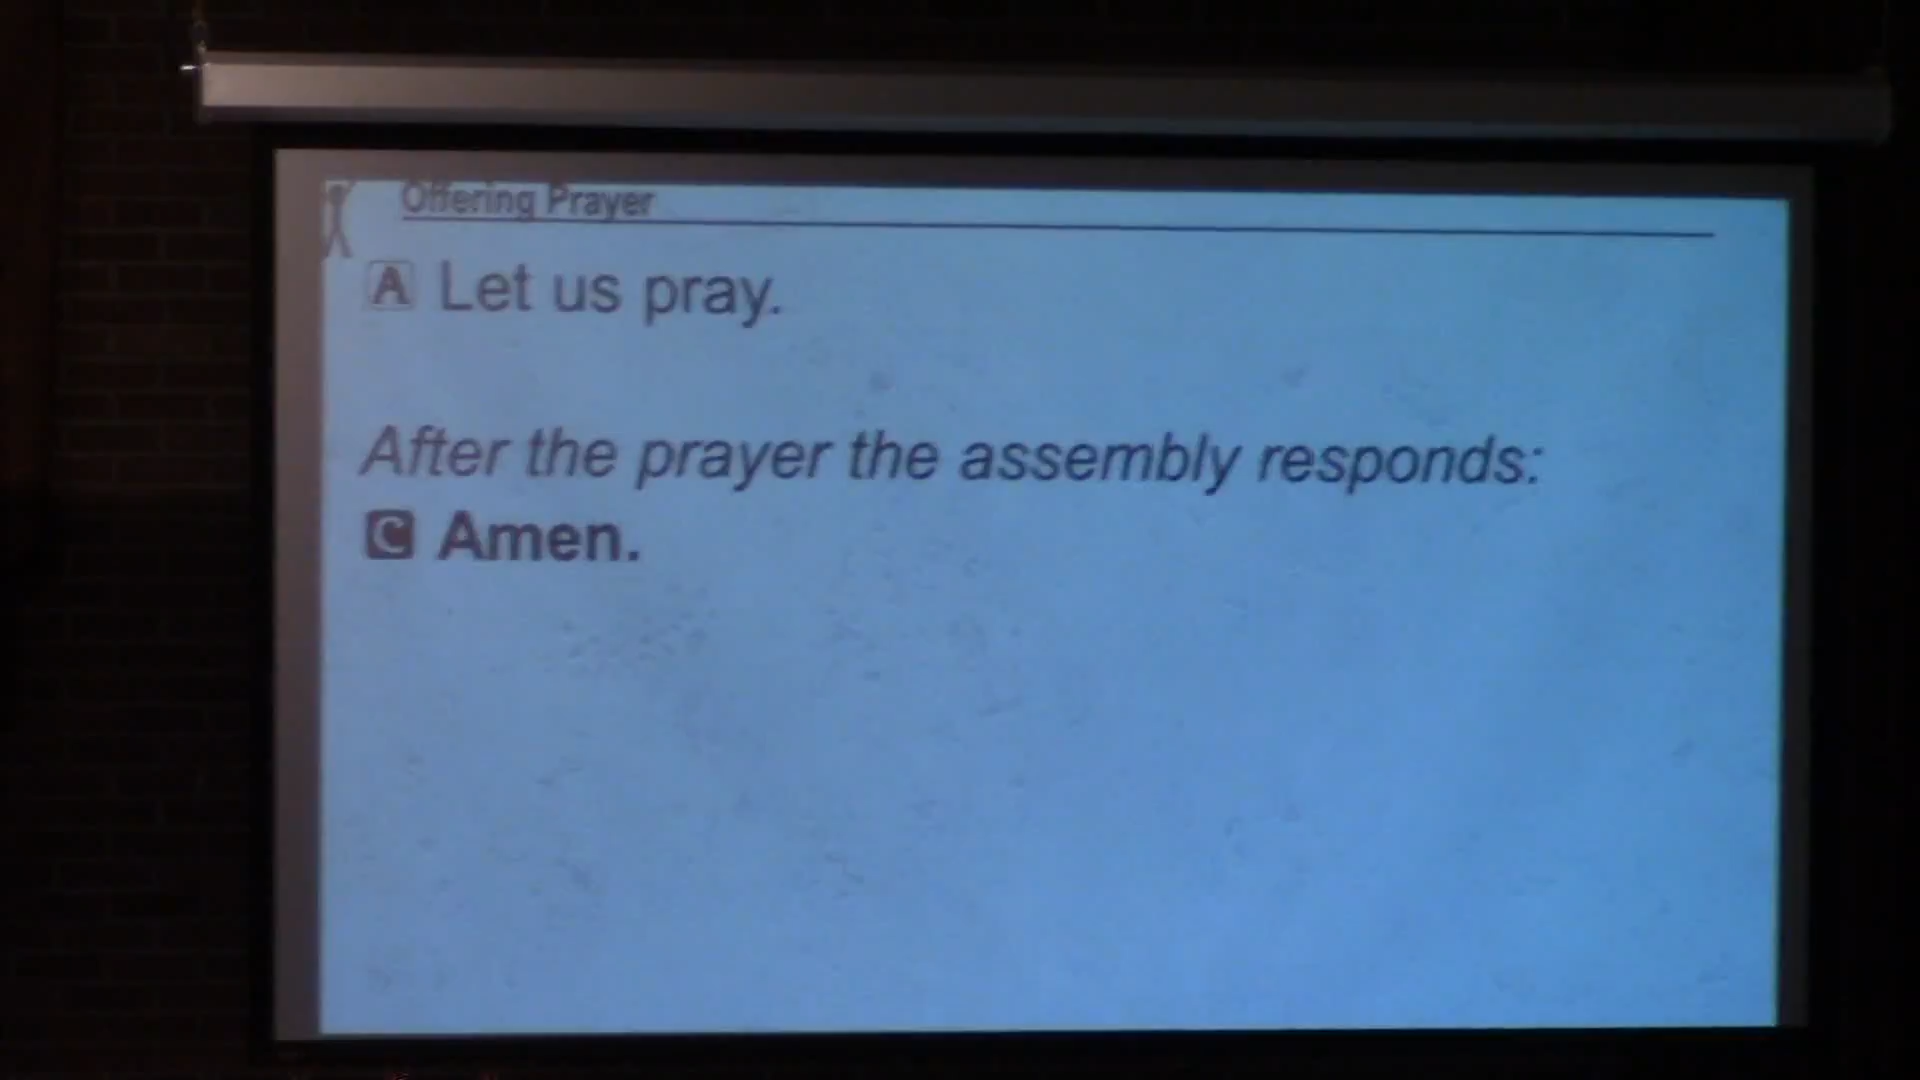 Offering Prayer
A Let us pray.
After the prayer the assembly responds:
C Amen.